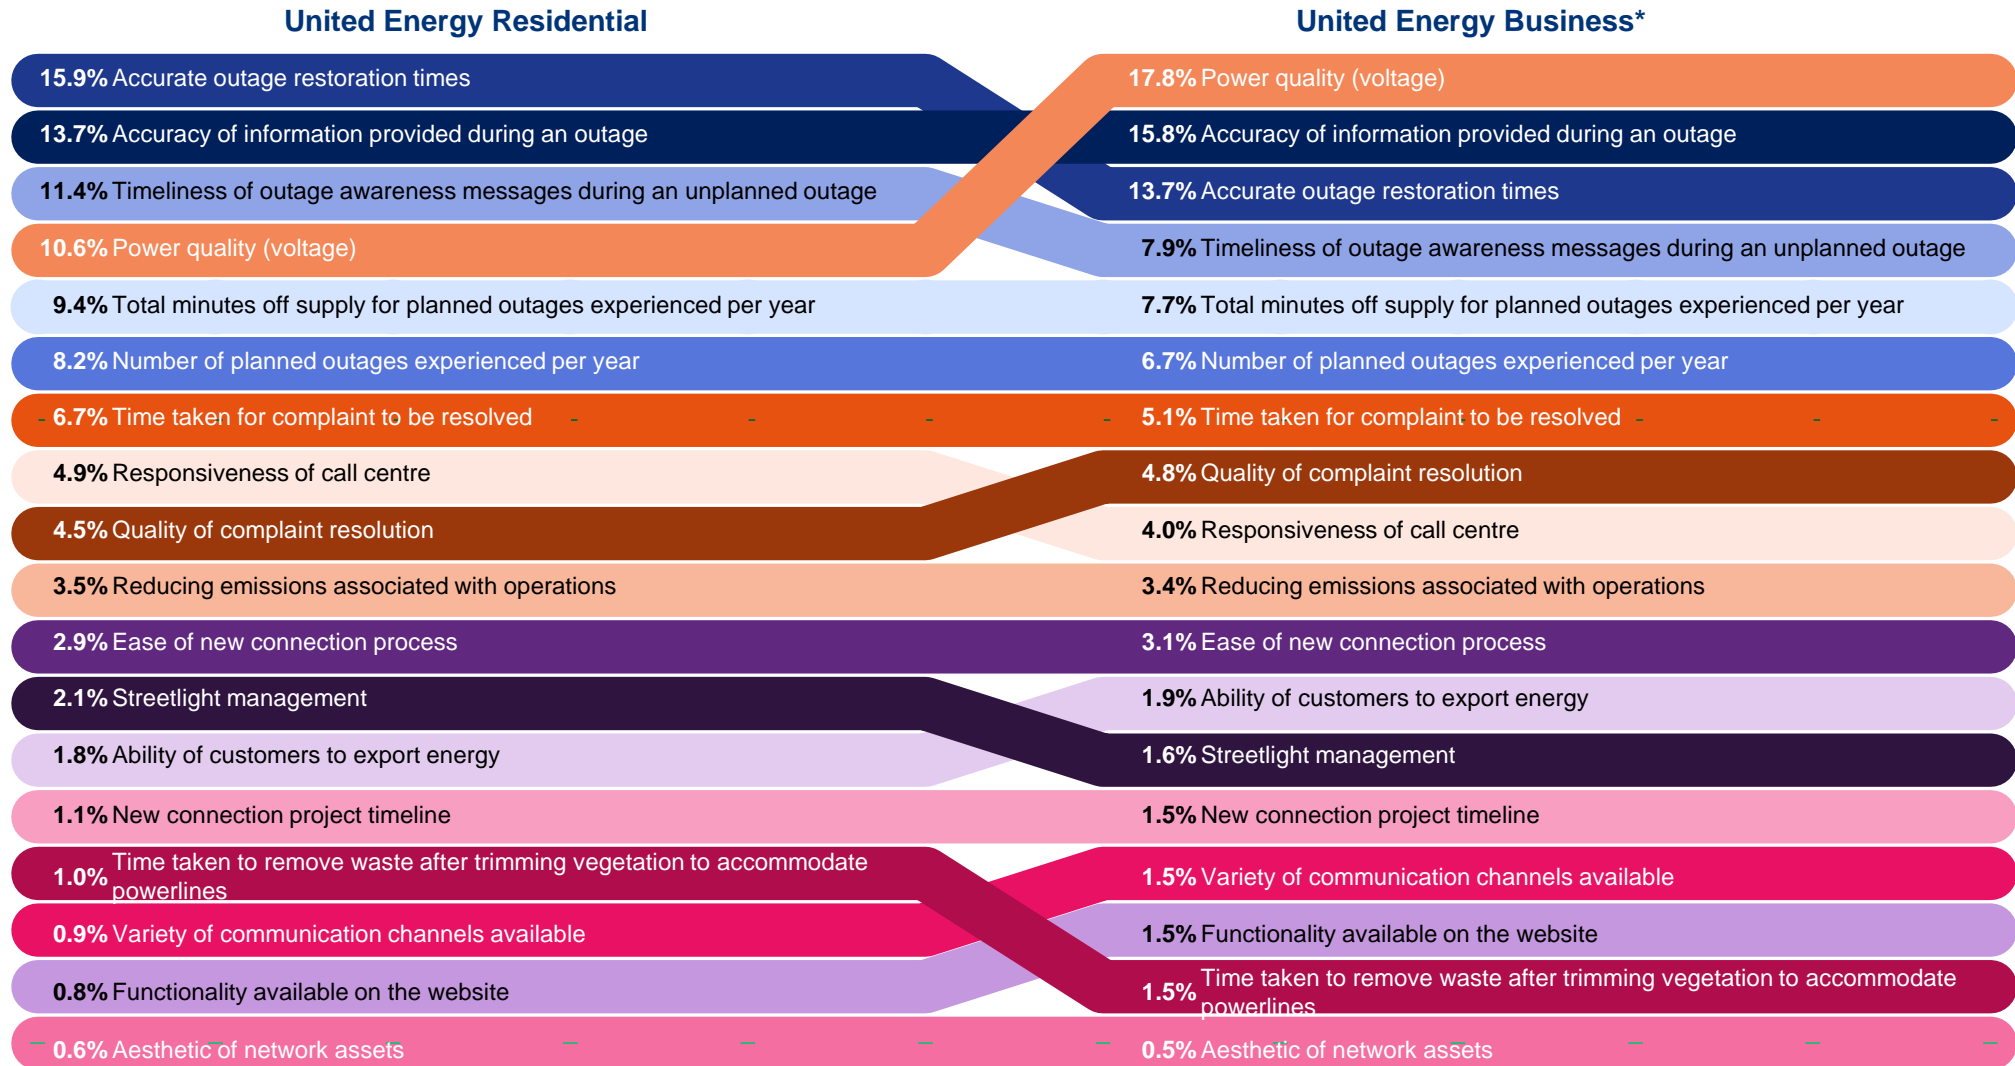 United Energy Residential
15.9% Accurate outage restoration times
13.7% Accuracy of information provided during an outage
11.4% Timeliness of outage awareness messages during an unplanned outage
10.6% Power quality (voltage)
9.4% Total minutes off supply for planned outages experienced per year
8.2% Number of planned outages experienced per year
6.7% Time taken for complaint to be resolved
4.9% Responsiveness of call centre
4.5% Quality of complaint resolution
3.5% Reducing emissions associated with operations
2.9% Ease of new connection process
2.1% Streetlight management
1.8% Ability of customers to export energy
1.1% New connection project timeline
1.0% Time taken to remove waste after trimming vegetation to accommodate
powerlines
0.9% Variety of communication channels available
0.8% Functionality available on the website
0.6% Aesthetic of network assets
United Energy Business*
17.8% Power quality (voltage)
15.8% Accuracy of information provided during an outage
13.7% Accurate outage restoration times
7.9% Timeliness of outage awareness messages during an unplanned outage
7.7% Total minutes off supply for planned outages experienced per year
6.7% Number of planned outages experienced per year
5.1% Time taken for complaint to be resolved
4.8% Quality of complaint resolution
4.0% Responsiveness of call centre
3.4% Reducing emissions associated with operations
3.1% Ease of new connection process
1.9% Ability of customers to export energy
1.6% Streetlight management
1.5% New connection project timeline
1.5% Variety of communication channels available
1.5% Functionality available on the website
1.5% Time taken to remove waste after trimming vegetation to accommodate
powerlines
0.5% Aesthetic of network assets